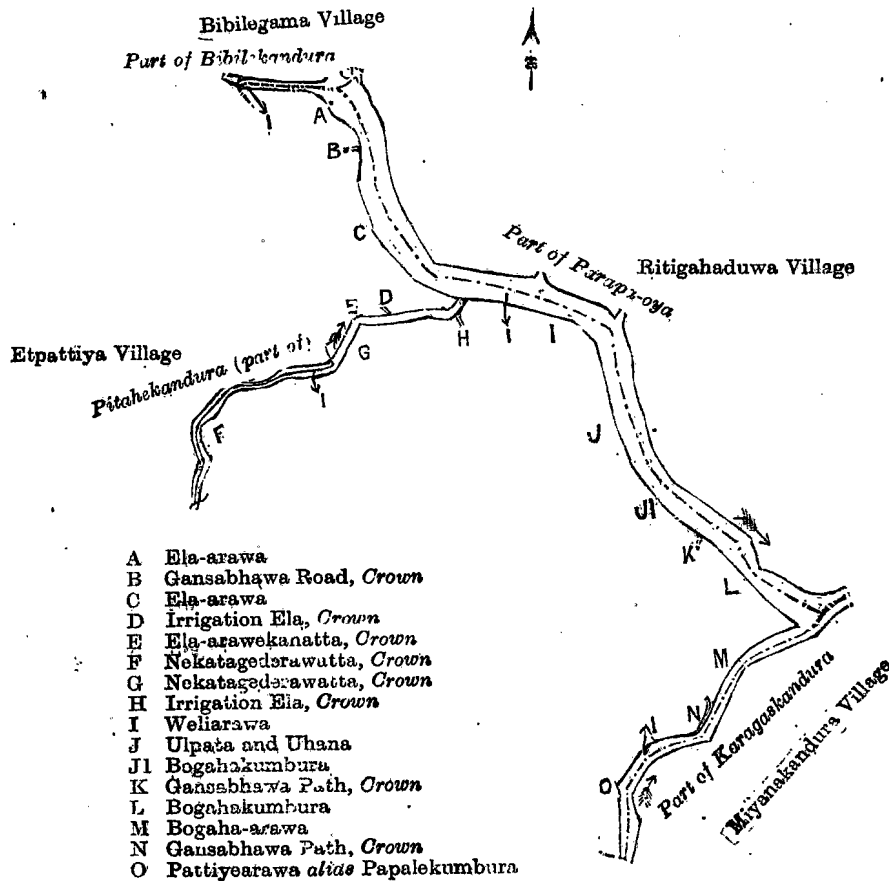 Bibilegama Village
Part of Bibilekandura
N
I
A
B
C
Part of Parapu-oya
Ritigahaduwa Village
E D
H I I
Etpattiya Village
G
Pitahekandura (part of)
I
F
J
J1
K
L
M
N
I
O
Part of Karagaskandura
Miyanakandura Village
A Ela-arawa
B Gansabhawa Road, Crown
C Ela-arawa
D Irrigation Ela, Crown
E Ela-arawekanatta, Crown
F Nekatagederawatta, Crown
G Nekatagederawatta, Crown
H Irrigation Ela, Crown
I Weliarawa
J Ulpata and Uhana
J1 Bogahakumbura
K Gansabhawa Path, Crown
L Bogahakumbura
M Bogaha-arawa
N Gansabhawa Path, Crown
O Pattiyearawa alias Papalekumbura